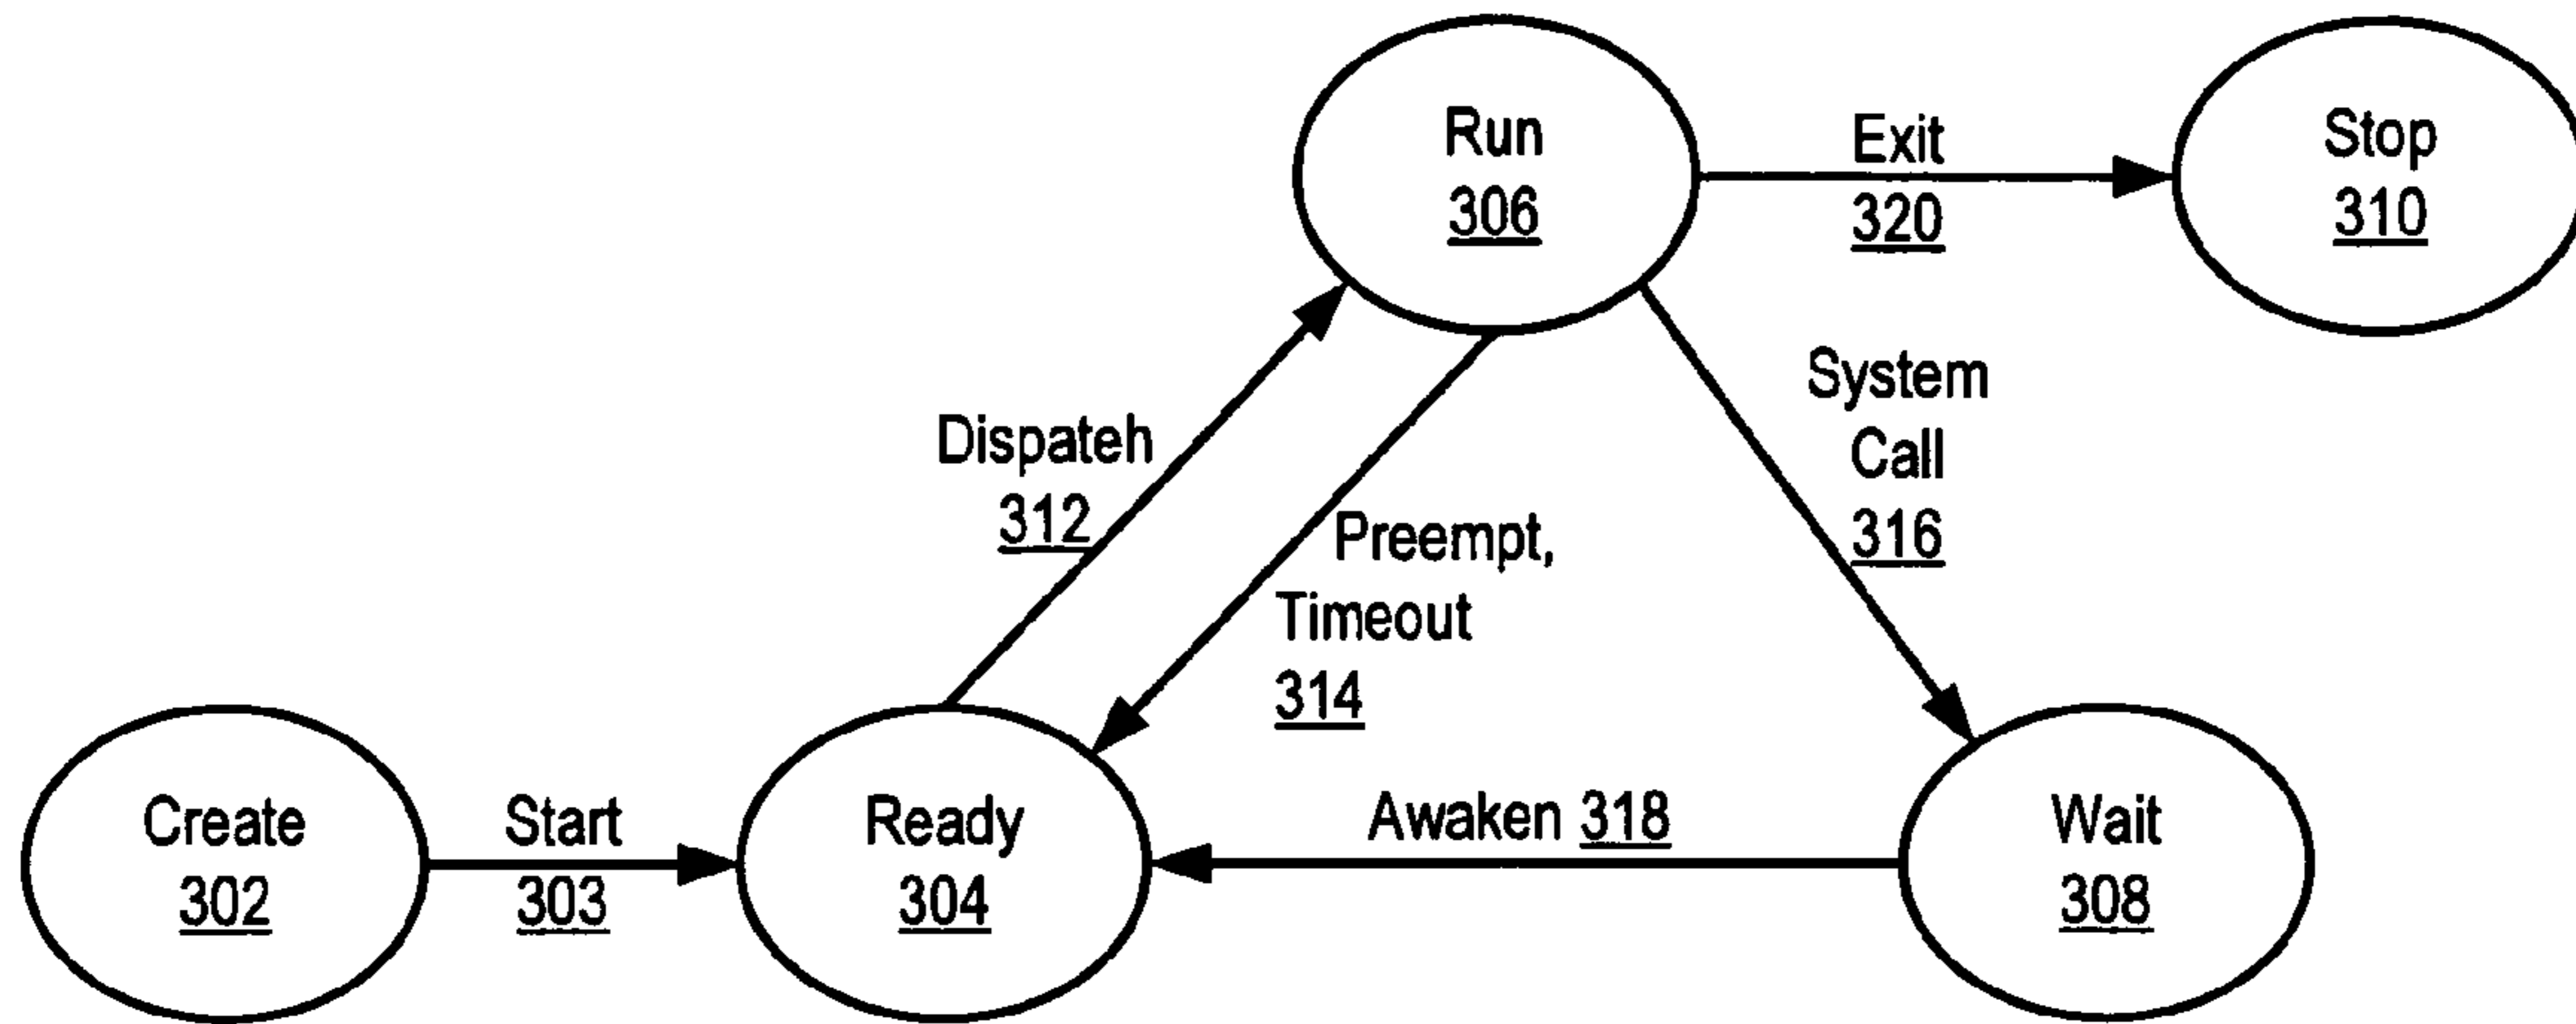 Run
306
Exit
320
Stop
310
Dispateh
312
Preempt,
Timeout
314
System
Call
316
Create
302
Start
303
Ready
304
Awaken 318
Wait
308